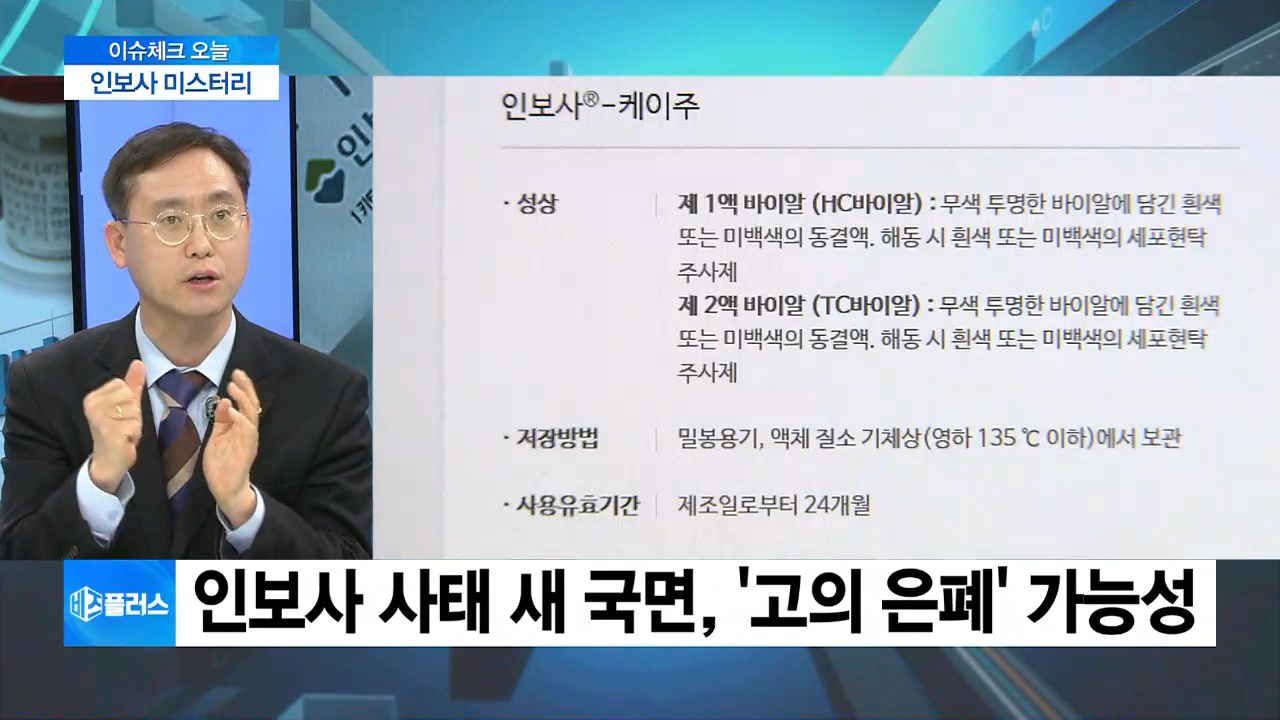 이슈체크 오늘
인보사 미스터리
인보
인보사®-케이주
· 성상
제 1액 바이알 (HC바이알) : 무색 투명한 바이알에 담긴 흰색
또는 미백색의 동결액. 해동 시 흰색 또는 미백색의 세포현탁
주사제
제 2액 바이알 (TC바이알) : 무색 투명한 바이알에 담긴 흰색
또는 미백색의 동결액. 해동 시 흰색 또는 미백색의 세포현탁
주사제
· 저장방법
밀봉용기, 액체 질소 기체상(영하 135 ℃ 이하)에서 보관
· 사용유효기간
제조일로부터 24개월
비즈플러스
인보사 사태 새 국면, '고의 은폐' 가능성